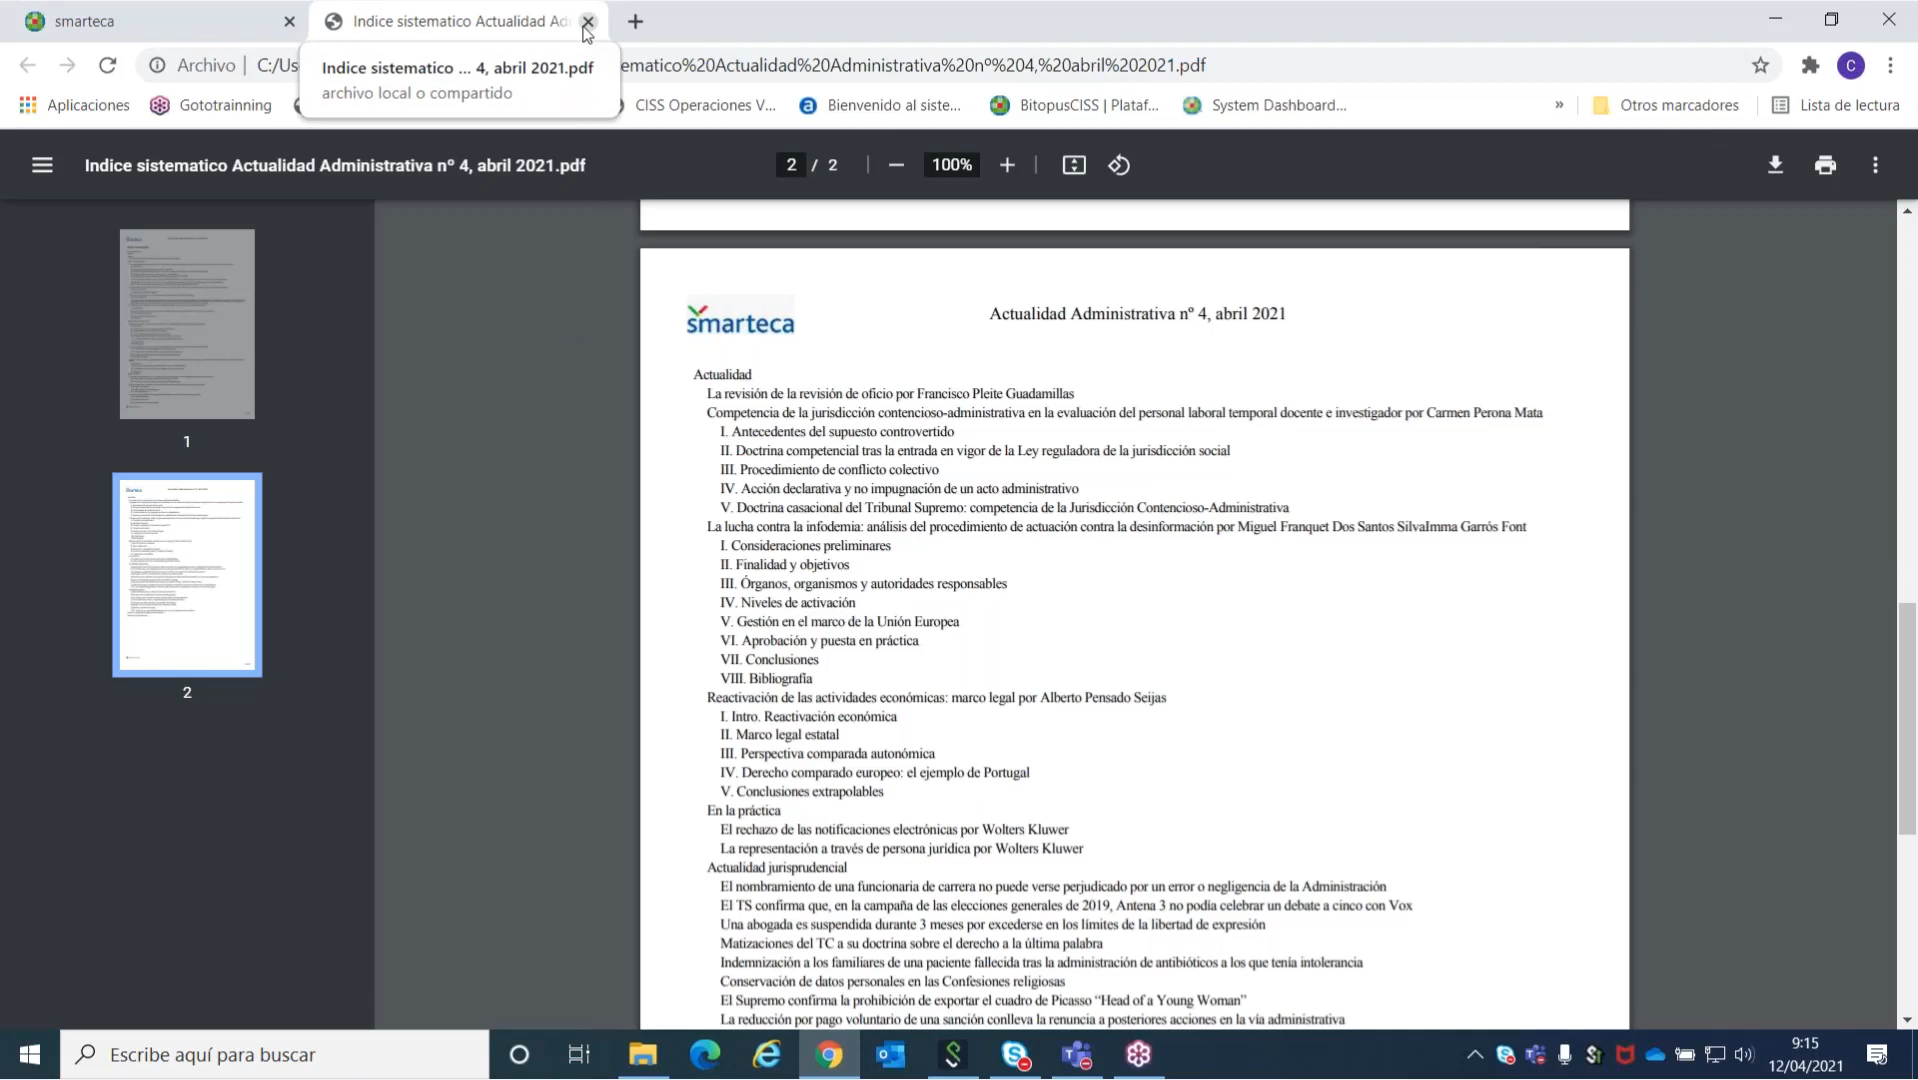 smarteca
Indice sistematico Actualidad Ad
Archivo
C:/Us
ematico%20Actualidad%20Administrativa%20nº%204,%20abril%202021.pdf
C
Indice sistematico ... 4, abril 2021.pdf
archivo local o compartido
Aplicaciones
Gototrainning
CISS Operaciones V...
Bienvenido al siste...
BitopusCISS | Plataf...
System Dashboard...
»
Otros marcadores
Lista de lectura
Indice sistematico Actualidad Administrativa nº 4, abril 2021.pdf
2 / 2
100%
1
2
smarteca
Actualidad Administrativa nº 4, abril 2021
Actualidad
La revisión de la revisión de oficio por Francisco Pleite Guadamillas
Competencia de la jurisdicción contencioso-administrativa en la evaluación del personal laboral temporal docente e investigador por Carmen Perona Mata
I. Antecedentes del supuesto controvertido
II. Doctrina competencial tras la entrada en vigor de la Ley reguladora de la jurisdicción social
III. Procedimiento de conflicto colectivo
IV. Acción declarativa y no impugnación de un acto administrativo
V. Doctrina casacional del Tribunal Supremo: competencia de la Jurisdicción Contencioso-Administrativa
La lucha contra la infodemia: análisis del procedimiento de actuación contra la desinformación por Miguel Franquet Dos Santos SilvaImma Garrós Font
I. Consideraciones preliminares
II. Finalidad y objetivos
III. Órganos, organismos y autoridades responsables
IV. Niveles de activación
V. Gestión en el marco de la Unión Europea
VI. Aprobación y puesta en práctica
VII. Conclusiones
VIII. Bibliografía
Reactivación de las actividades económicas: marco legal por Alberto Pensado Seijas
I. Intro. Reactivación económica
II. Marco legal estatal
III. Perspectiva comparada autonómica
IV. Derecho comparado europeo: el ejemplo de Portugal
V. Conclusiones extrapolables
En la práctica
El rechazo de las notificaciones electrónicas por Wolters Kluwer
La representación a través de persona jurídica por Wolters Kluwer
Actualidad jurisprudencial
El nombramiento de una funcionaria de carrera no puede verse perjudicado por un error o negligencia de la Administración
El TS confirma que, en la campaña de las elecciones generales de 2019, Antena 3 no podía celebrar un debate a cinco con Vox
Una abogada es suspendida durante 3 meses por excederse en los límites de la libertad de expresión
Matizaciones del TC a su doctrina sobre el derecho a la última palabra
Indemnización a los familiares de una paciente fallecida tras la administración de antibióticos a los que tenía intolerancia
Conservación de datos personales en las Confesiones religiosas
El Supremo confirma la prohibición de exportar el cuadro de Picasso “Head of a Young Woman”
La reducción por pago voluntario de una sanción conlleva la renuncia a posteriores acciones en la vía administrativa
Escribe aquí para buscar
9:15
12/04/2021